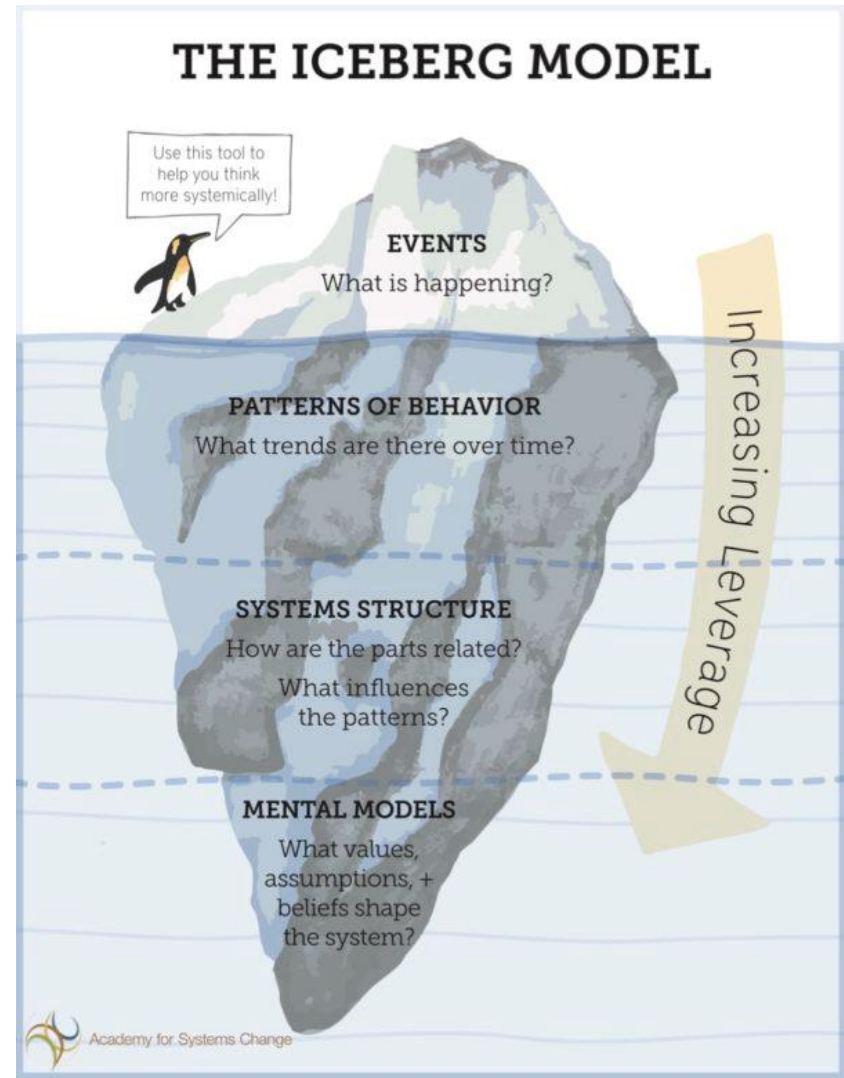 THE ICEBERG MODEL
Use this tool to
help you think
more systemically!
EVENTS
What is happening?
PATTERNS OF BEHAVIOR
What trends are there over time?
SYSTEMS STRUCTURE
How are the parts related?
What influences
the patterns?
MENTAL MODELS
What values,
assumptions, +
beliefs shape
the system?
Increasing Leverage
Academy for Systems Change